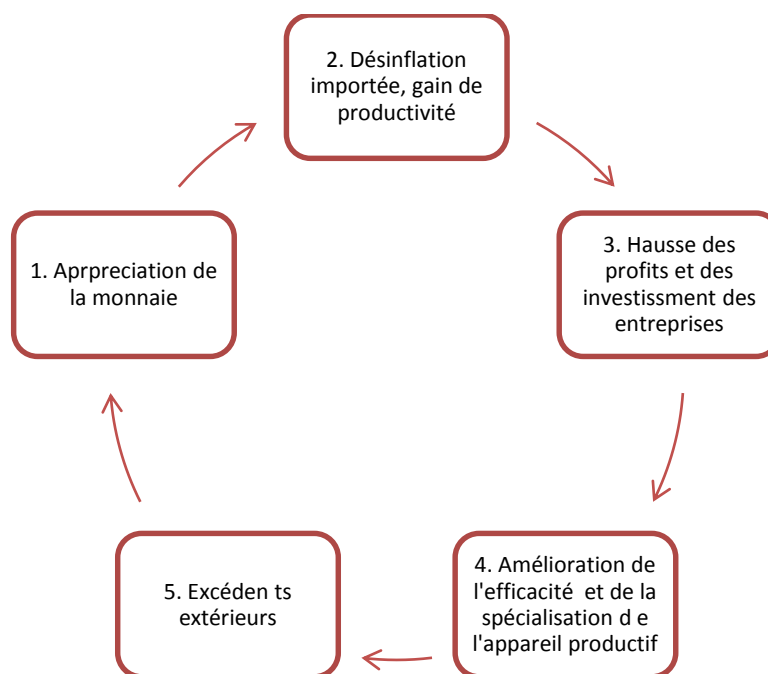 2. Désinflation
importée, gain de
productivité
1. Aprpreciation de
la monnaie
3. Hausse des
profits et des
investissment des
entreprises
4. Amélioration de
l'efficacité et de la
spécialisation d e
l'appareil productif
5. Excéden ts
extérieurs